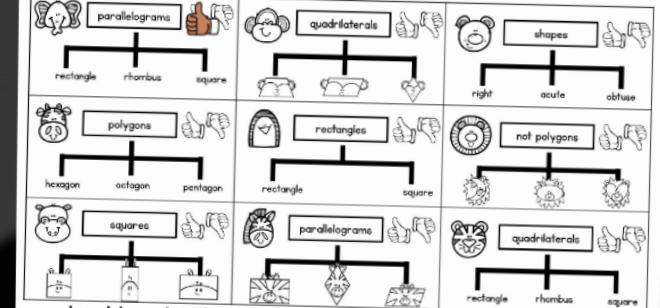 parallelograms
rectangle rhombus square
quadrilaterals
shapes
right acute obtuse
polygons
hexagon octagon pentagon
rectangles
rectangle square
not polygons
squares
parallelograms
quadrilaterals
rectangle rhombus square